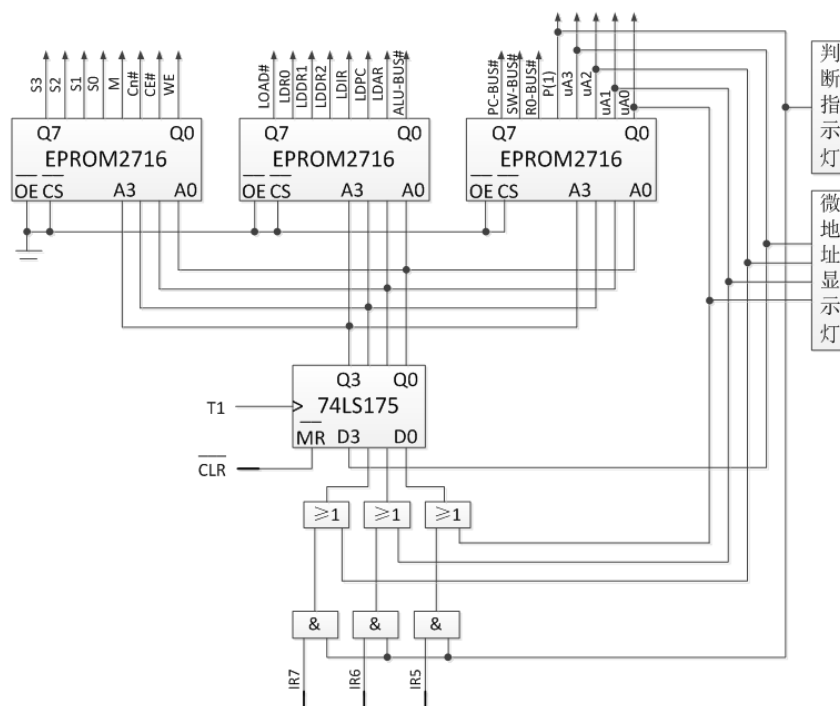 S3 S2 S1 S0 M Cn# CE# WE
LOAD# LDR0 LDDR1 LDDR2 LDIR LDPC LDAR ALU-BUS#
PC-BUS# SW-BUS# R0-BUS# P(1) uA3 uA2 uA1 uA0
判断指示灯
Q7 Q0
EPROM2716
OE CS A3 A0
Q7 Q0
EPROM2716
OE CS A3 A0
Q7 Q0
EPROM2716
OE CS A3 A0
微地址显示灯
Q3 Q0
T1
74LS175
MR D3 D0
CLR
≥1 ≥1 ≥1
& & &
IR7 IR6 IR5